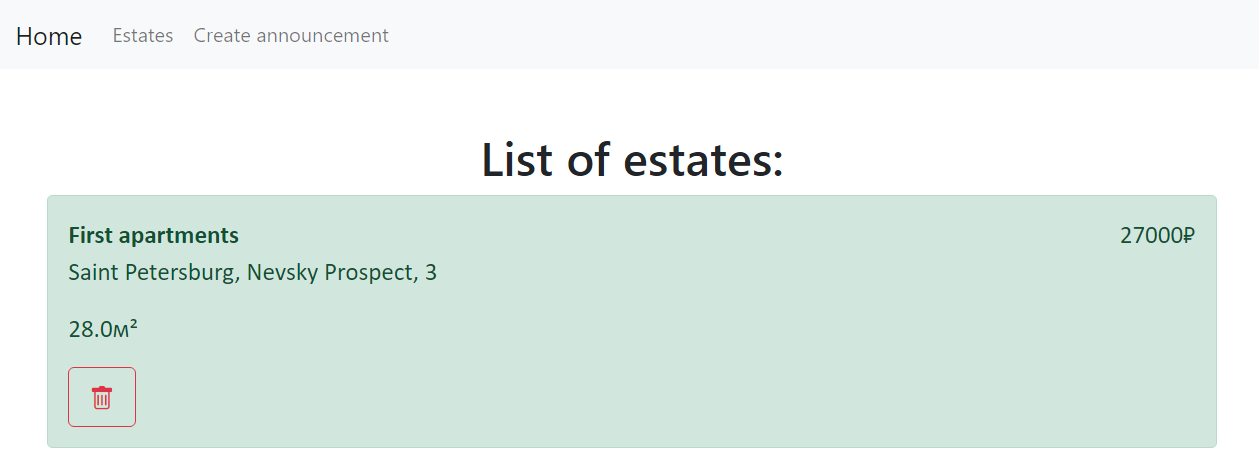 Home Estates Create announcement
List of estates:
First apartments 27000₽
Saint Petersburg, Nevsky Prospect, 3
28.0м²